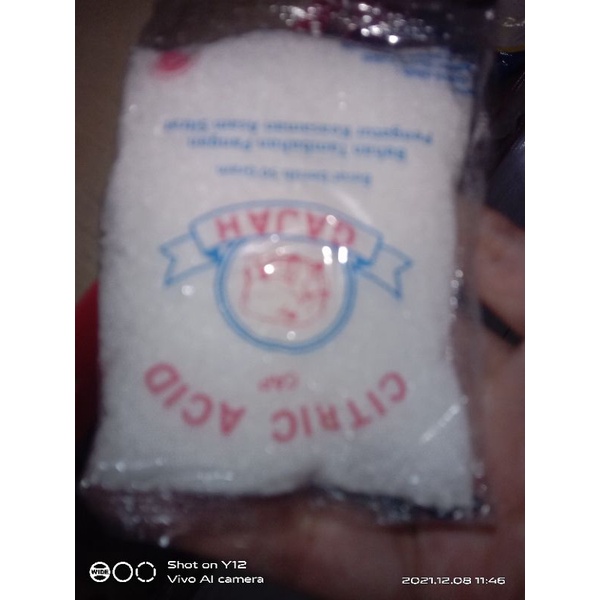 CITRIC ACID
CAP
GAJAH
Bahan Tambahan Pangan
Pengatur Keasaman Asam Sitrat
WIDE
Shot on Y12
Vivo AI camera
2021.12.08 11:46